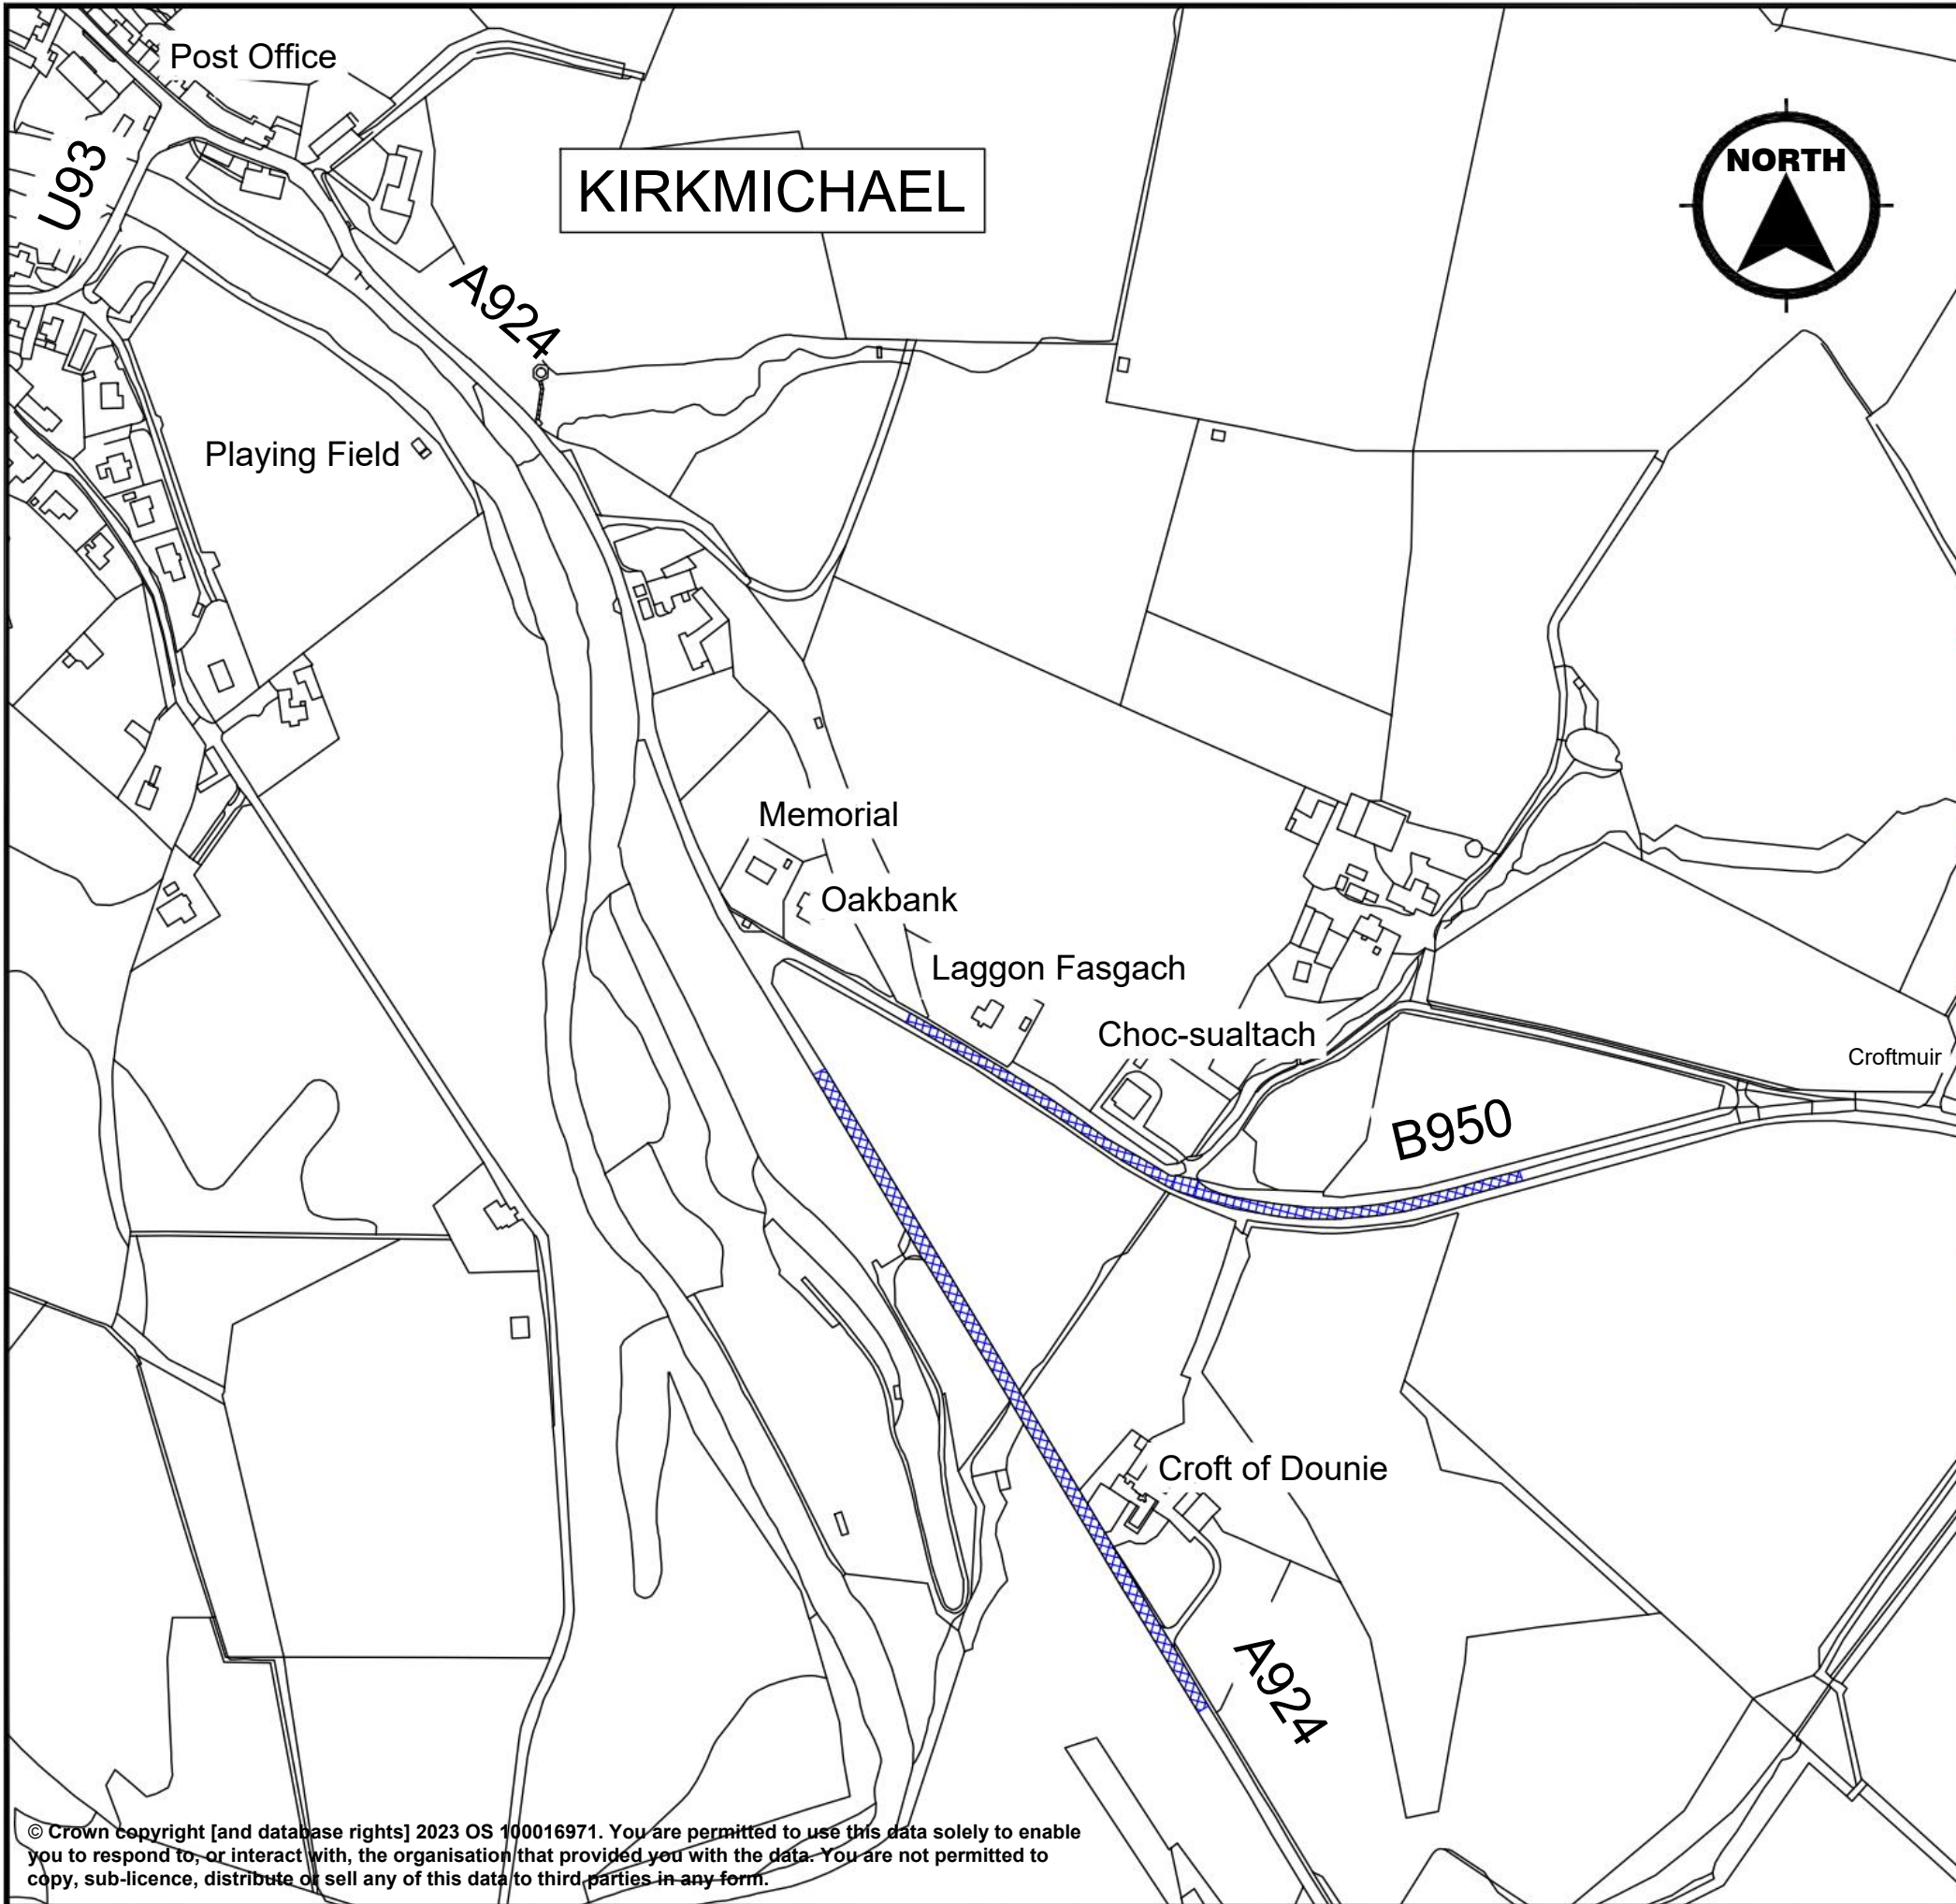 Post Office
NORTH
U93
KIRKMICHAEL
A924
Playing Field
Memorial
Oakbank
Laggon Fasgach
Choc-sualtach
Croftmuir
B950
Croft of Dounie
A924
© Crown copyright [and database rights] 2023 OS 100016971. You are permitted to use this data solely to enable
you to respond to, or interact with, the organisation that provided you with the data. You are not permitted to
copy, sub-licence, distribute or sell any of this data to third parties in any form.